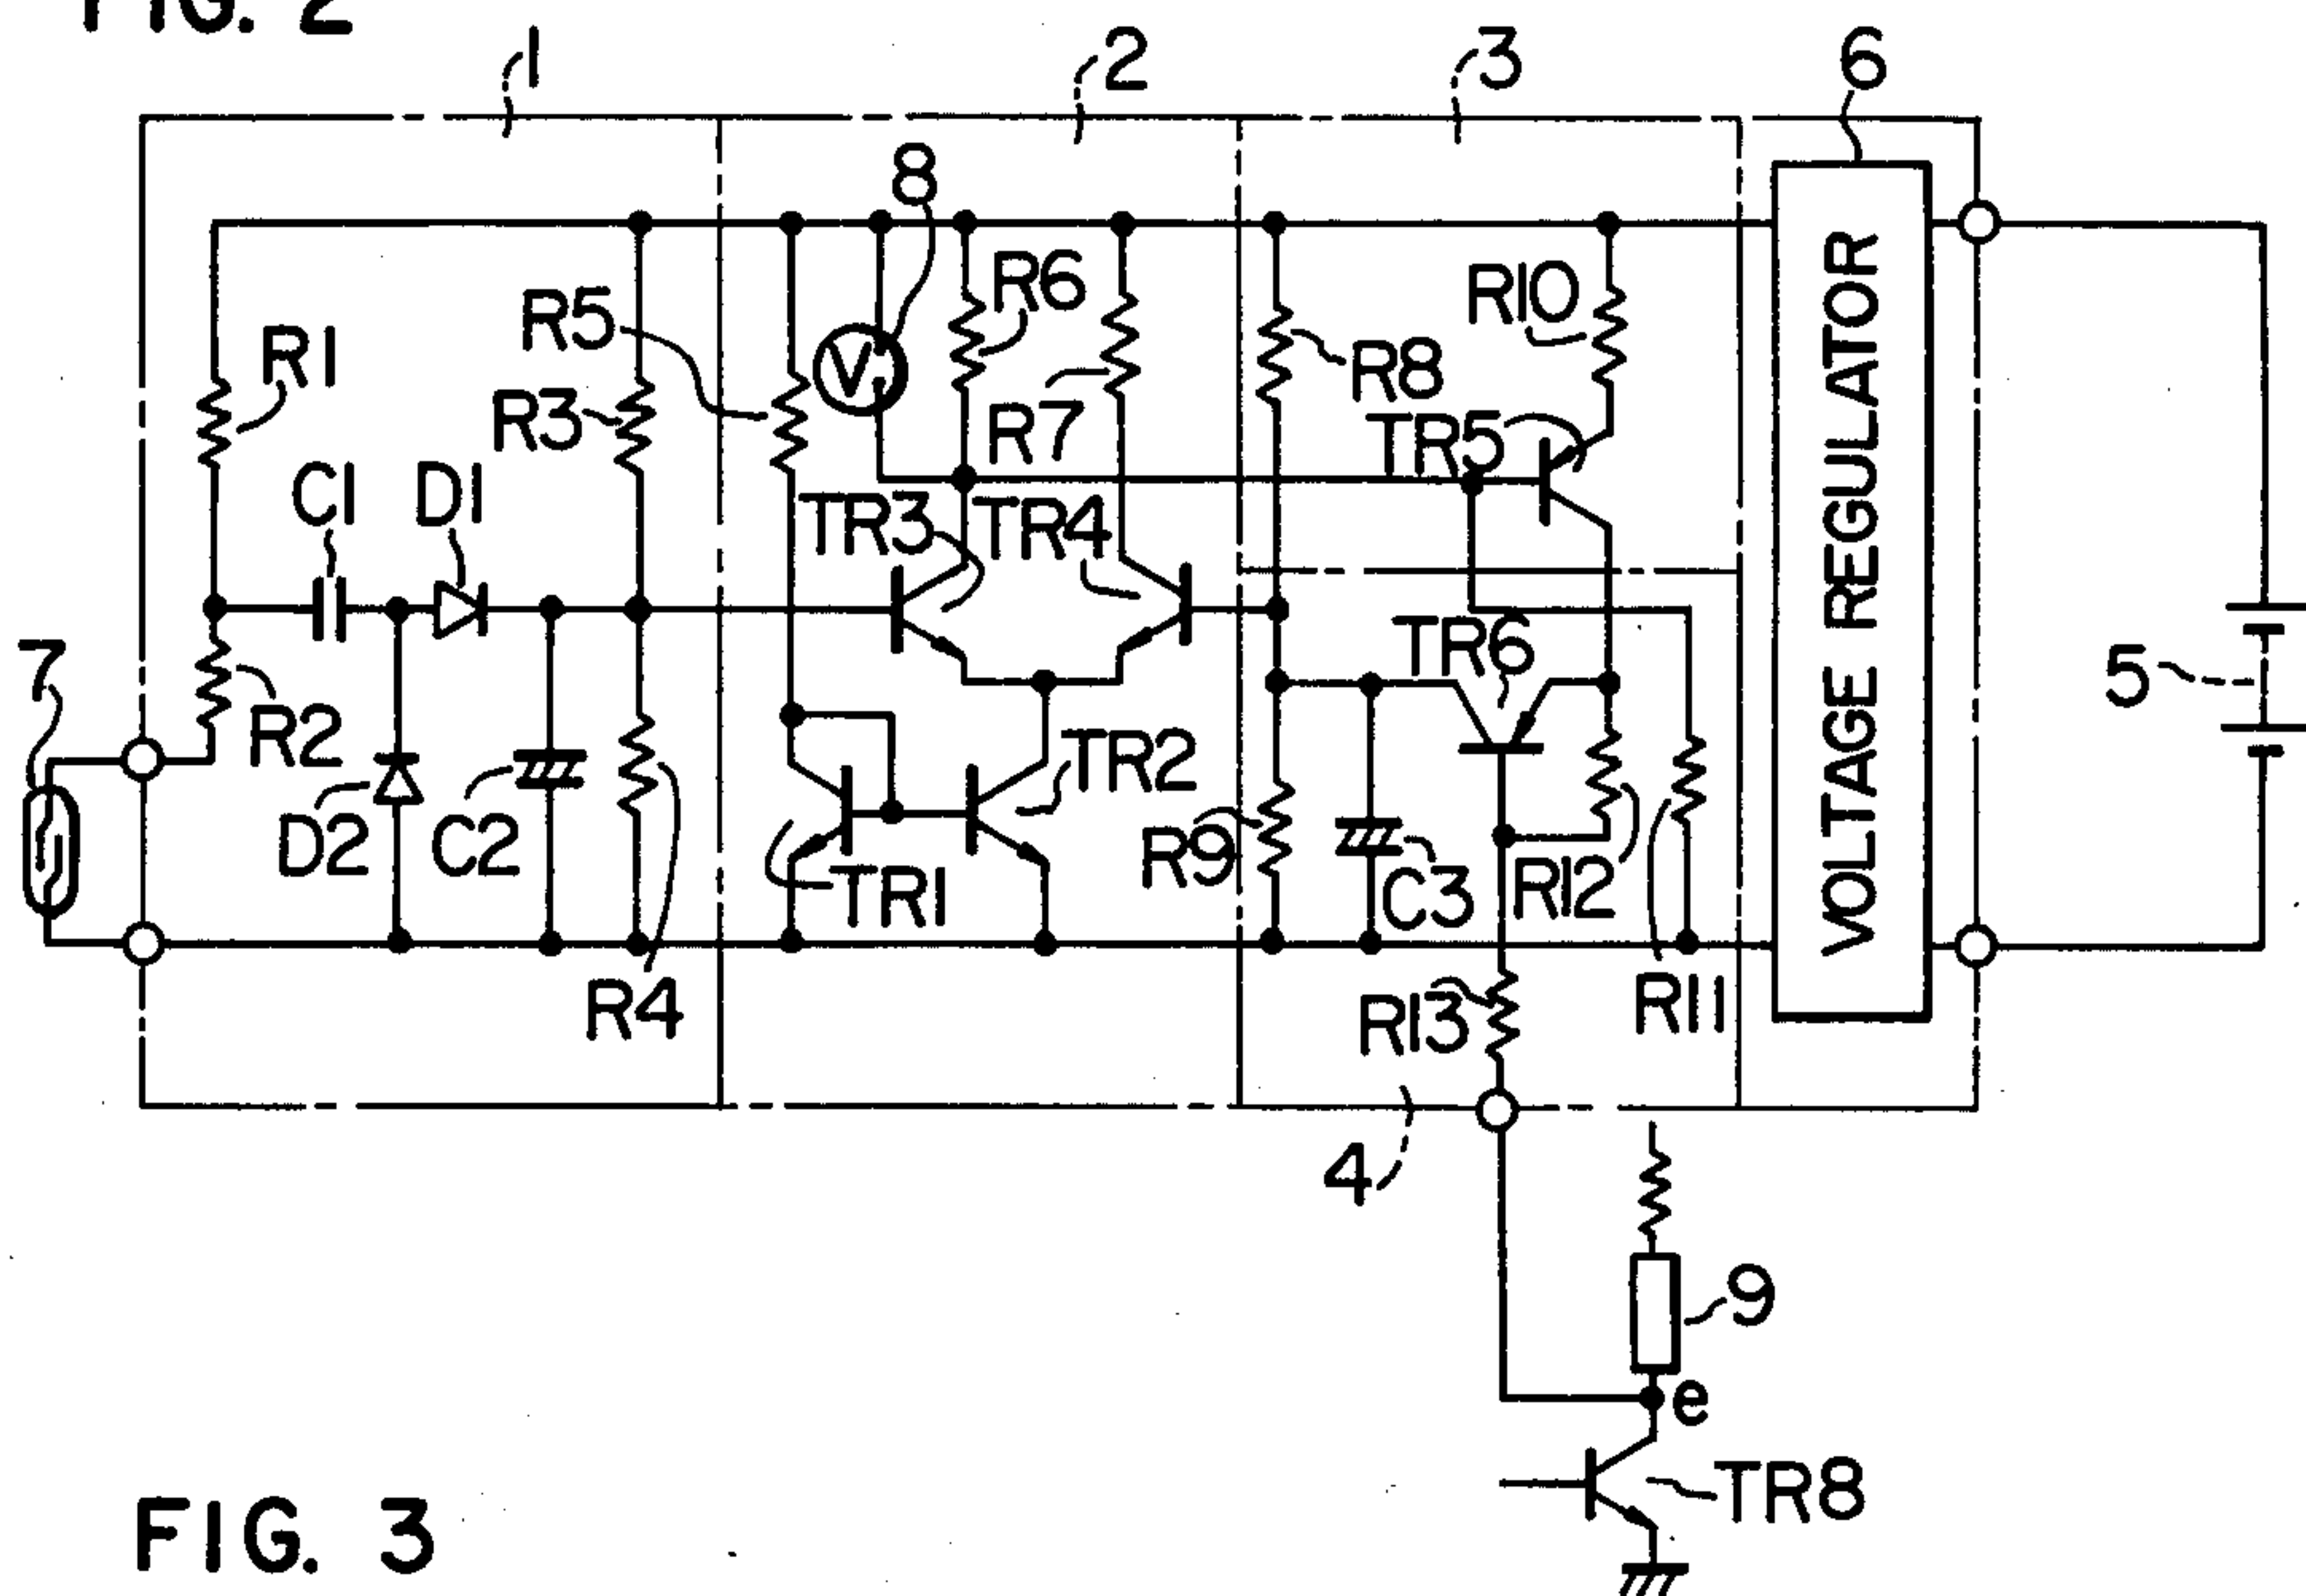 FIG. 2
1
2
3
6
8
R6
R10
R5
R1
R8
R3
R7
TR5
C1
D1
TR3
TR4
TR6
7
5
R2
TR2
D2
C2
R9
TR1
C3
R12
R4
R13
R11
VOLTAGE REGULATOR
V
4
9
e
TR8
FIG. 3